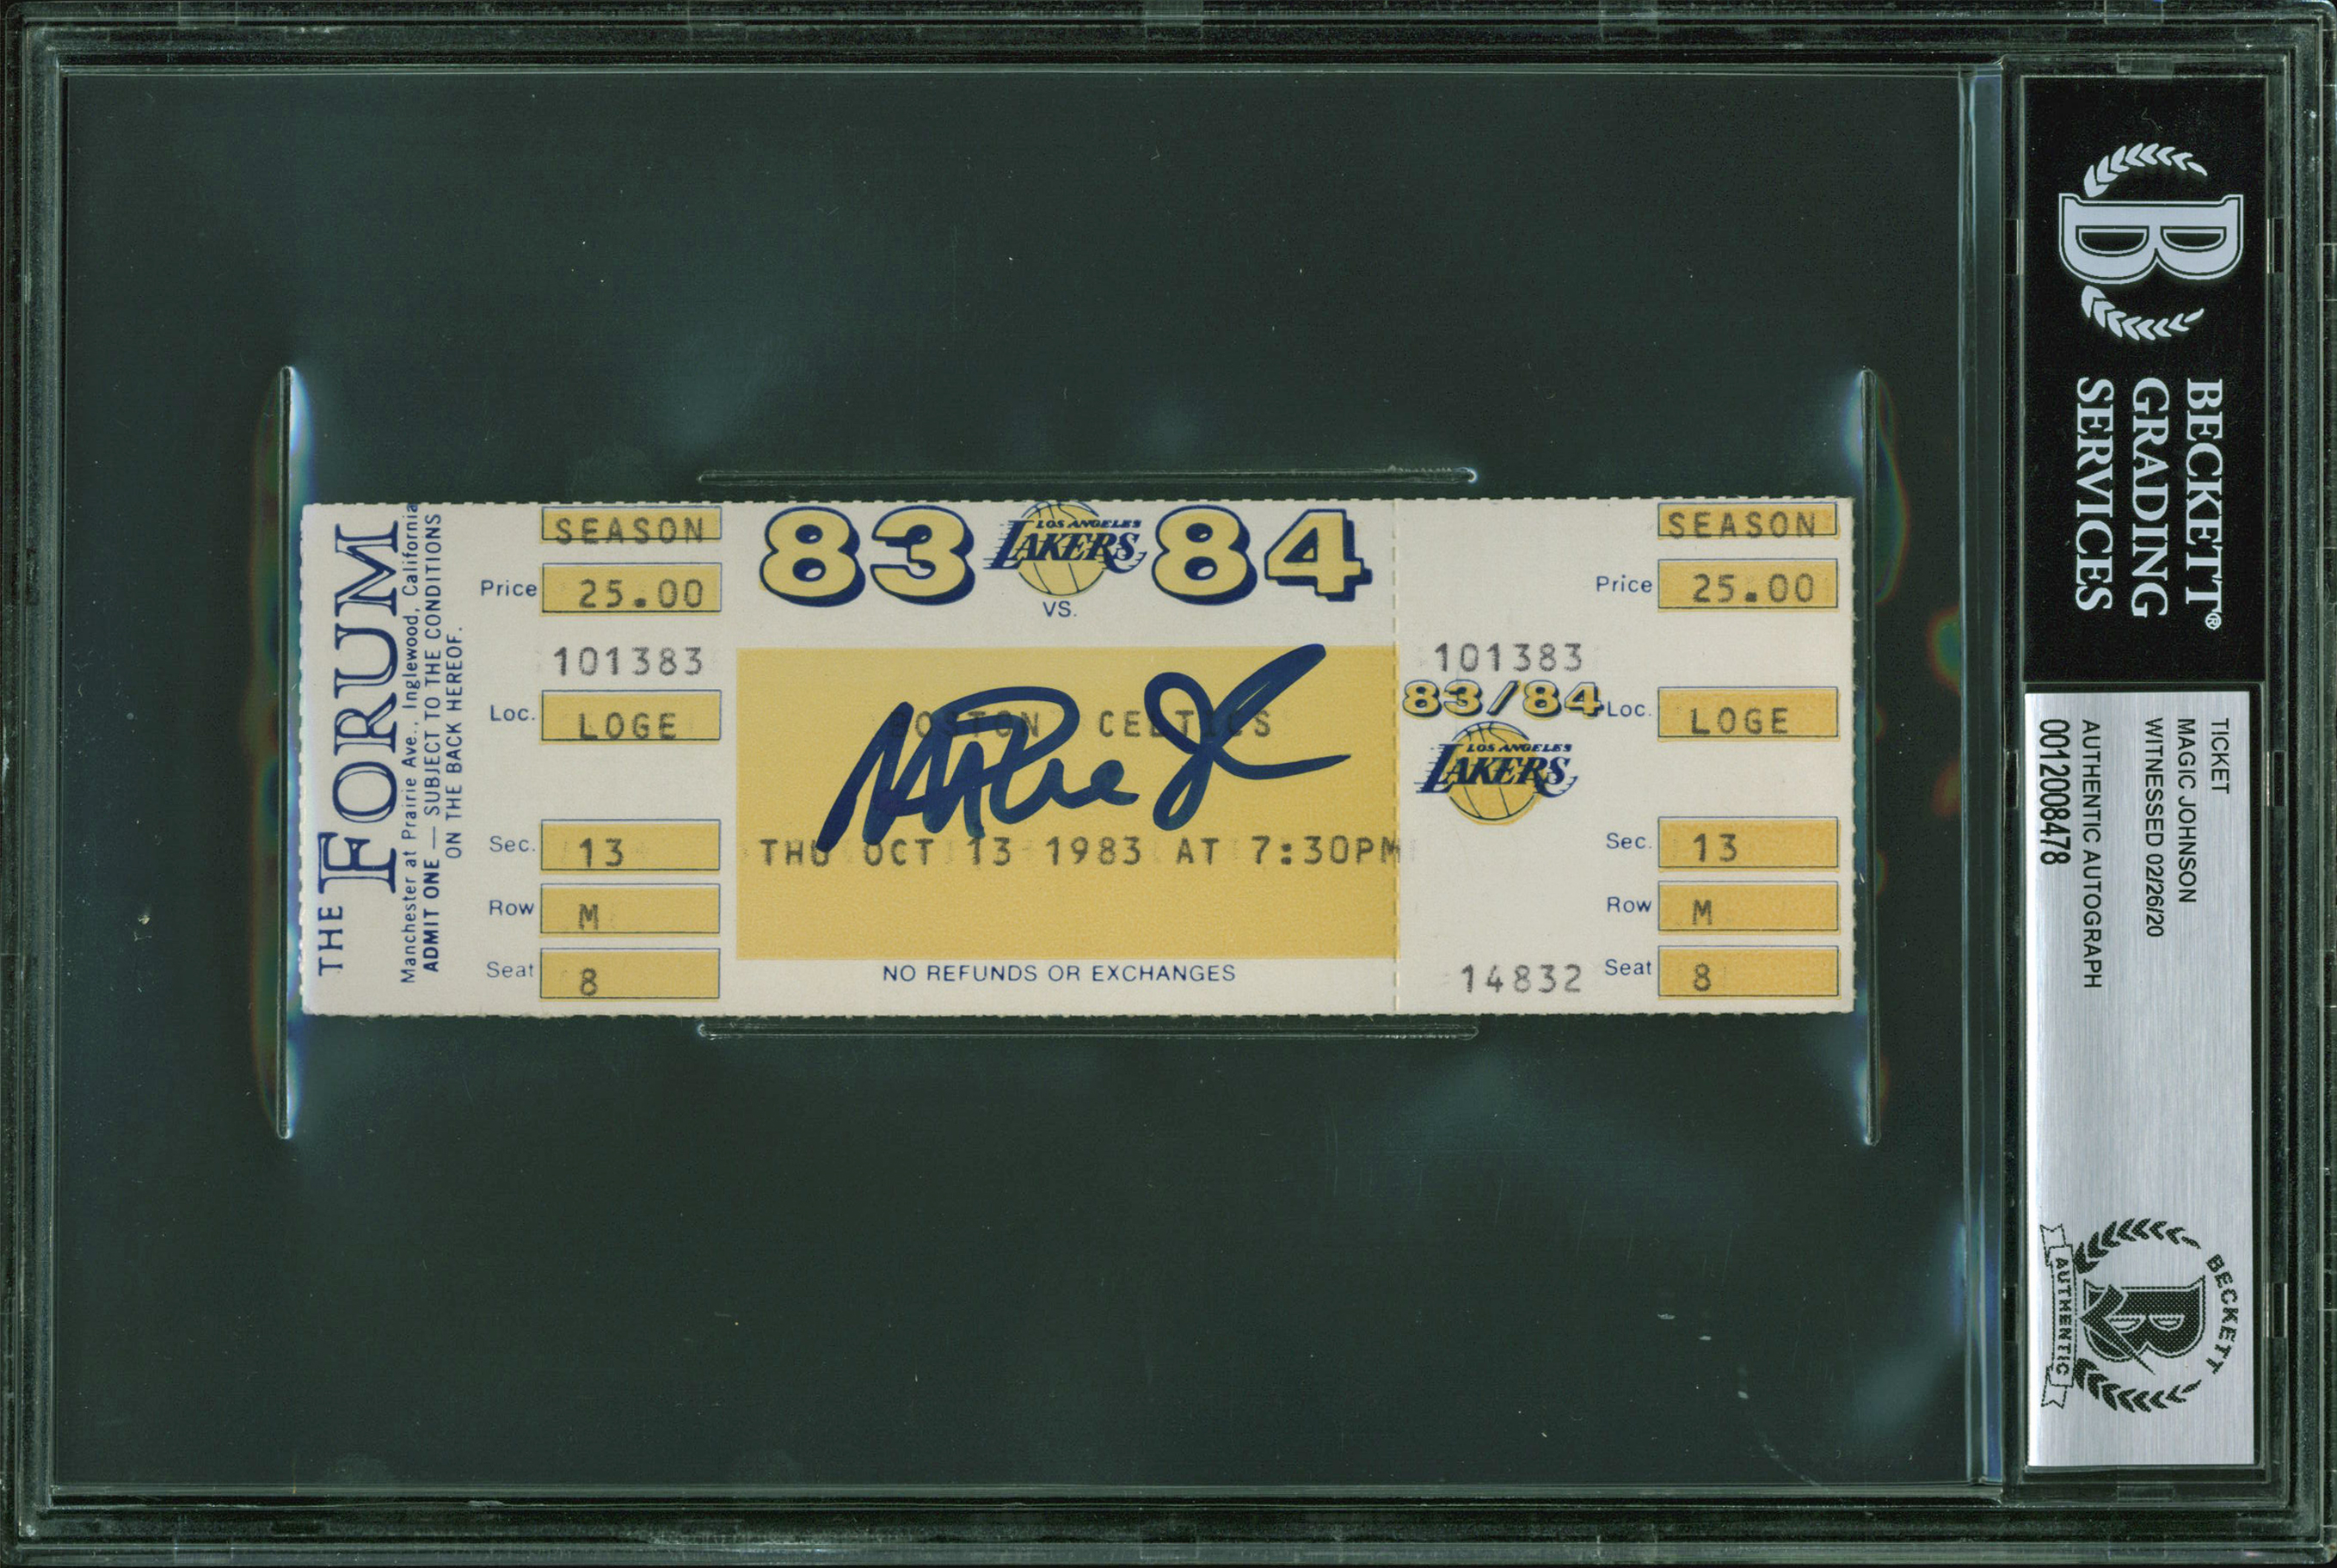 THE FORUM
Manchester at Prairie Ave., Inglewood, California
ADMIT ONE — SUBJECT TO THE CONDITIONS
ON THE BACK HEREOF.
SEASON
Price 25.00
101383
Loc. LOGE
Sec. 13
Row M
Seat 8
83 LOS ANGELES LAKERS 84
VS.
BOSTON CELTICS
Magic J
THU OCT 13 1983 AT 7:30PM
NO REFUNDS OR EXCHANGES
SEASON
Price 25.00
101383
83/84
Loc. LOGE
LOS ANGELES
LAKERS
Sec. 13
Row M
14832 Seat 8
B
BECKETT®
GRADING
SERVICES
TICKET
MAGIC JOHNSON
WITNESSED 02/26/20
AUTHENTIC AUTOGRAPH
0012008478
BECKETT
B
AUTHENTIC